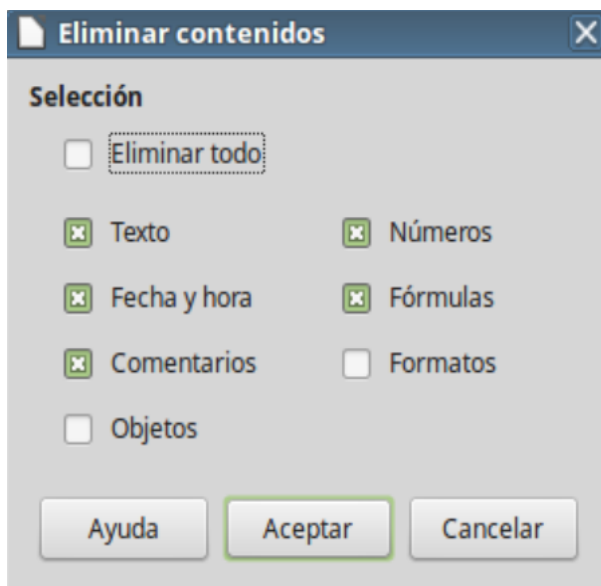 Eliminar contenidos
Selección
Eliminar todo
Texto Números
Fecha y hora Fórmulas
Comentarios Formatos
Objetos
Ayuda Aceptar Cancelar